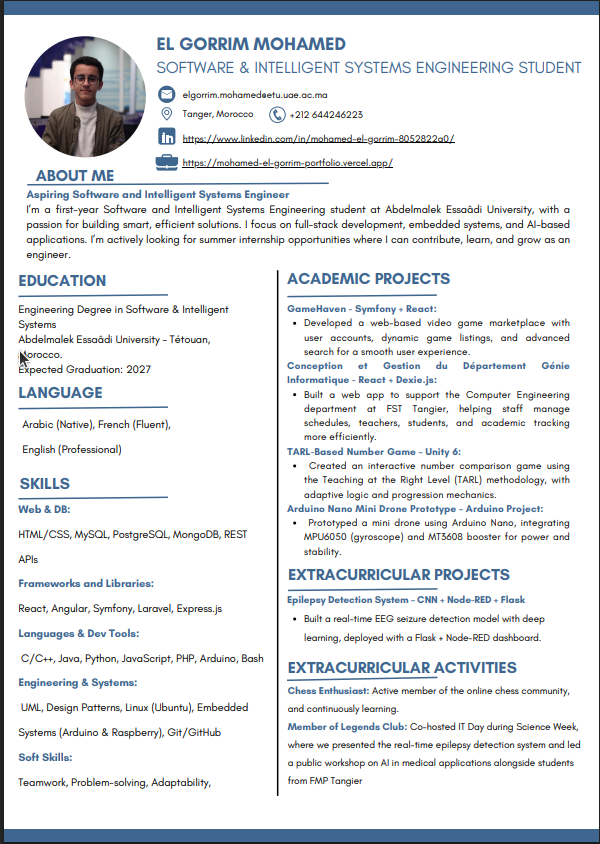 EL GORRIM MOHAMED
SOFTWARE & INTELLIGENT SYSTEMS ENGINEERING STUDENT
elgorrim.mohamed@etu.uae.ac.ma
Tanger, Morocco +212 644246223
in https://www.linkedin.com/in/mohamed-el-gorrim-8052822a0/
https://mohamed-el-gorrim-portfolio.vercel.app/
ABOUT ME
Aspiring Software and Intelligent Systems Engineer
I'm a first-year Software and Intelligent Systems Engineering student at Abdelmalek Essaâdi University, with a
passion for building smart, efficient solutions. I focus on full-stack development, embedded systems, and AI-based
applications. I'm actively looking for summer internship opportunities where I can contribute, learn, and grow as an
engineer.
EDUCATION
Engineering Degree in Software & Intelligent
Systems
Abdelmalek Essaâdi University – Tétouan,
Morocco.
Expected Graduation: 2027
LANGUAGE
Arabic (Native), French (Fluent),
English (Professional)
SKILLS
Web & DB:
HTML/CSS, MySQL, PostgreSQL, MongoDB, REST
APIs
Frameworks and Libraries:
React, Angular, Symfony, Laravel, Express.js
Languages & Dev Tools:
C/C++, Java, Python, JavaScript, PHP, Arduino, Bash
Engineering & Systems:
UML, Design Patterns, Linux (Ubuntu), Embedded
Systems (Arduino & Raspberry), Git/GitHub
Soft Skills:
Teamwork, Problem-solving, Adaptability,
ACADEMIC PROJECTS
GameHaven - Symfony + React:
• Developed a web-based video game marketplace with
user accounts, dynamic game listings, and advanced
search for a smooth user experience.
Conception et Gestion du Département Génie
Informatique - React + Dexie.js:
• Built a web app to support the Computer Engineering
department at FST Tangier, helping staff manage
schedules, teachers, students, and academic tracking
more efficiently.
TARL-Based Number Game – Unity 6:
• Created an interactive number comparison game using
the Teaching at the Right Level (TARL) methodology, with
adaptive logic and progression mechanics.
Arduino Nano Mini Drone Prototype – Arduino Project:
• Prototyped a mini drone using Arduino Nano, integrating
MPU6050 (gyroscope) and MT3608 booster for power and
stability.
EXTRACURRICULAR PROJECTS
Epilepsy Detection System – CNN + Node-RED + Flask
• Built a real-time EEG seizure detection model with deep
learning, deployed with a Flask + Node-RED dashboard.
EXTRACURRICULAR ACTIVITIES
Chess Enthusiast: Active member of the online chess community,
and continuously learning.
Member of Legends Club: Co-hosted IT Day during Science Week,
where we presented the real-time epilepsy detection system and led
a public workshop on AI in medical applications alongside students
from FMP Tangier